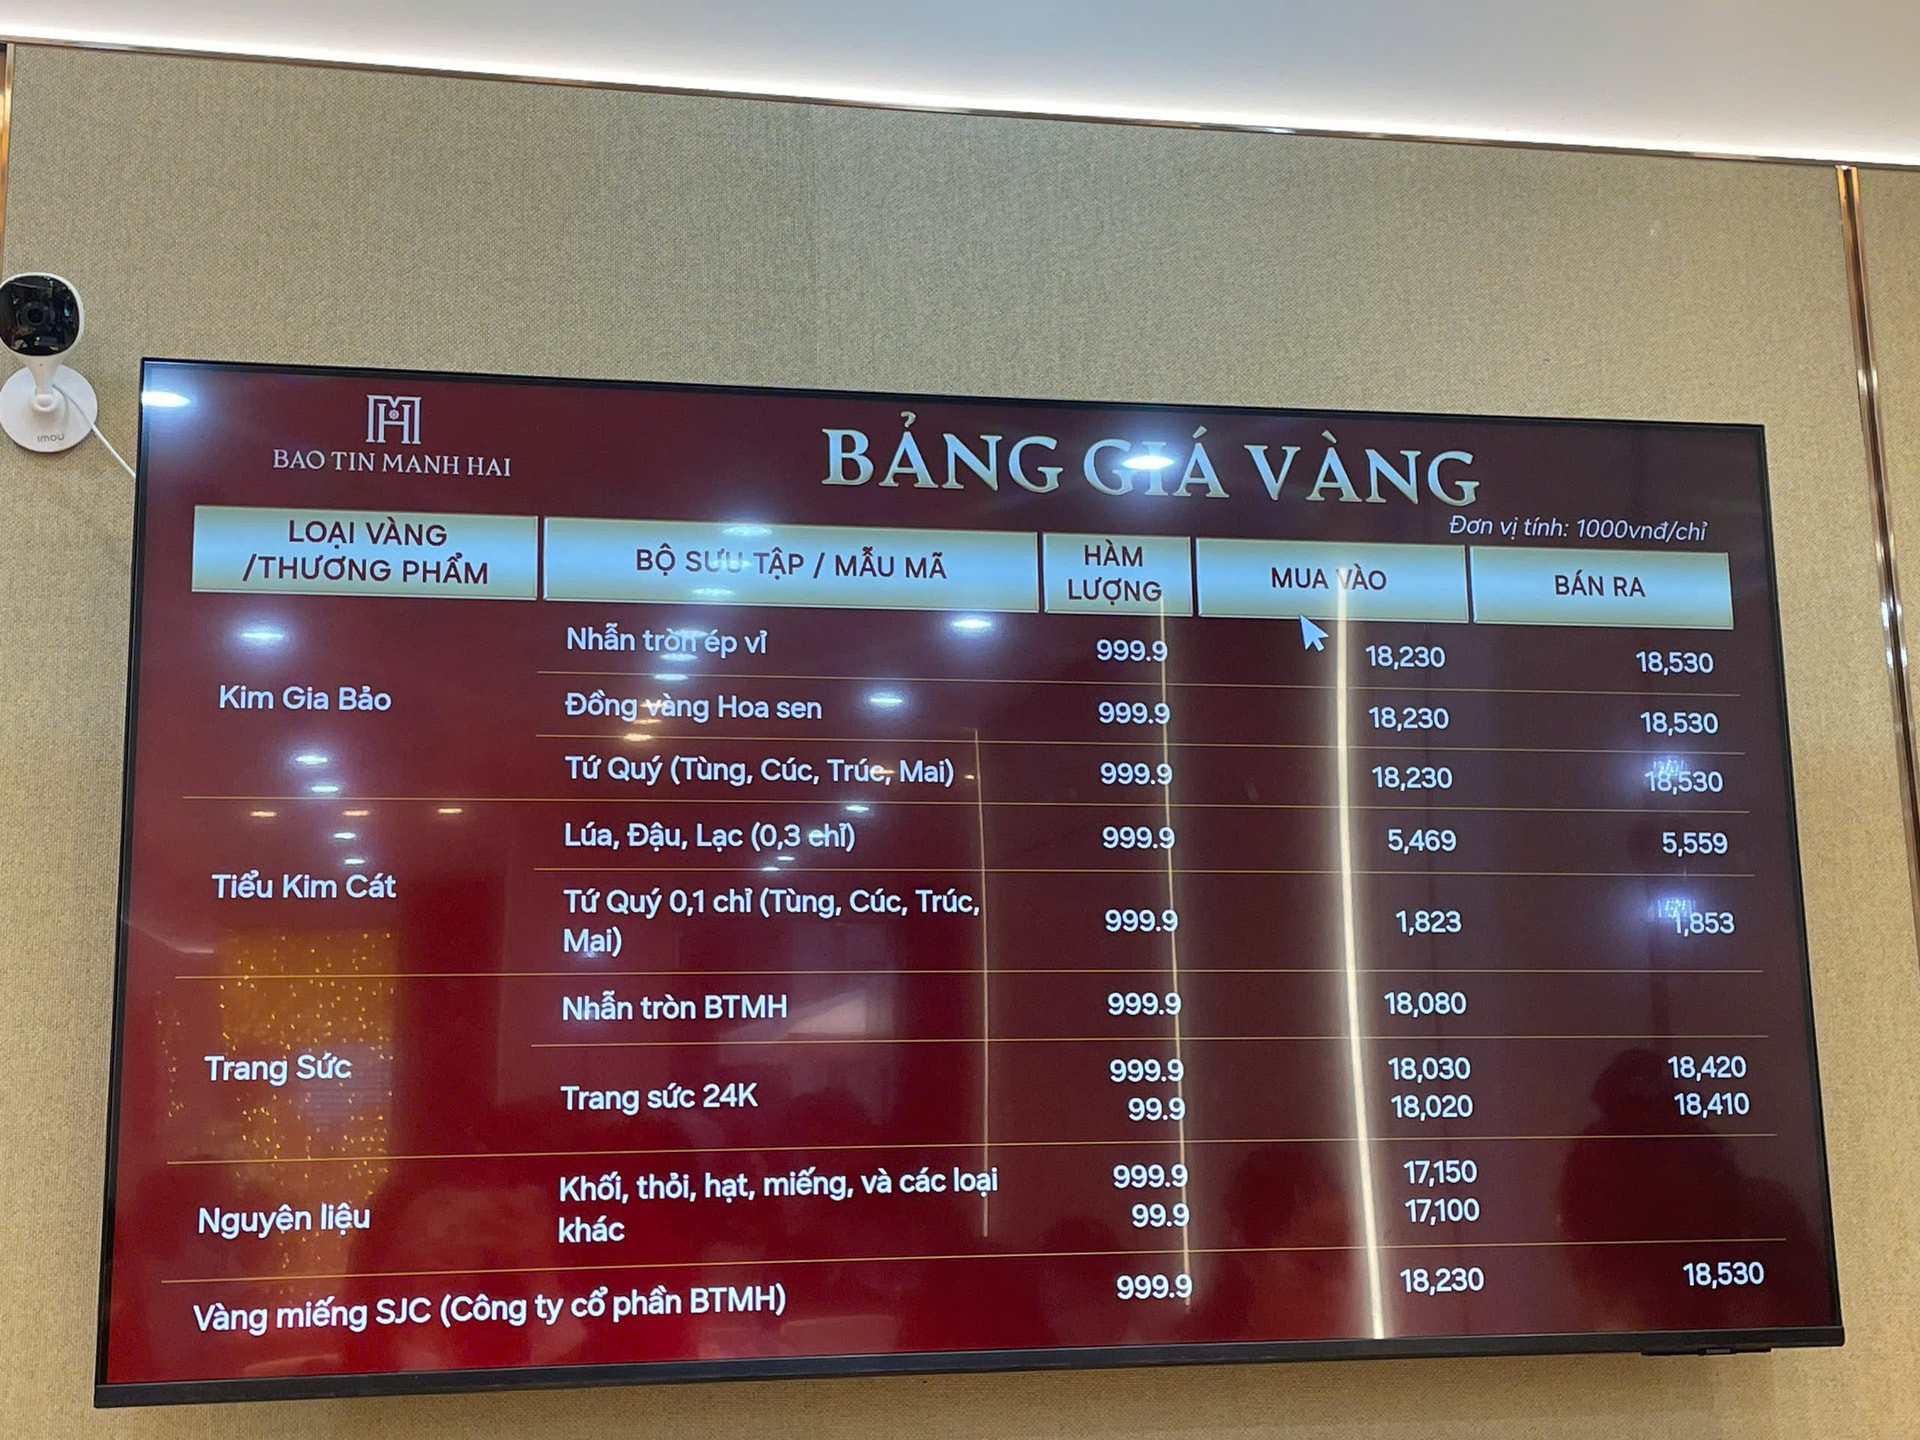 imou
BAO TIN MANH HAI
BẢNG GIÁ VÀNG
Đơn vị tính: 1000vnđ/chỉ
LOẠI VÀNG
/THƯƠNG PHẨM
BỘ SƯU TẬP / MẪU MÃ
HÀM
LƯỢNG
MUA VÀO
BÁN RA
Kim Gia Bảo
Nhẫn tròn ép vỉ 999.9 18,230 18,530
Đồng vàng Hoa sen 999.9 18,230 18,530
Tứ Quý (Tùng, Cúc, Trúc, Mai) 999.9 18,230 18,530
Tiểu Kim Cát
Lúa, Đậu, Lạc (0,3 chỉ) 999.9 5,469 5,559
Tứ Quý 0,1 chỉ (Tùng, Cúc, Trúc,
Mai) 999.9 1,823 1,853
Trang Sức
Nhẫn tròn BTMH 999.9 18,080
Trang sức 24K
999.9 18,030 18,420
99.9 18,020 18,410
Nguyên liệu
Khối, thỏi, hạt, miếng, và các loại
khác
999.9 17,150
99.9 17,100
Vàng miếng SJC (Công ty cổ phần BTMH) 999.9 18,230 18,530